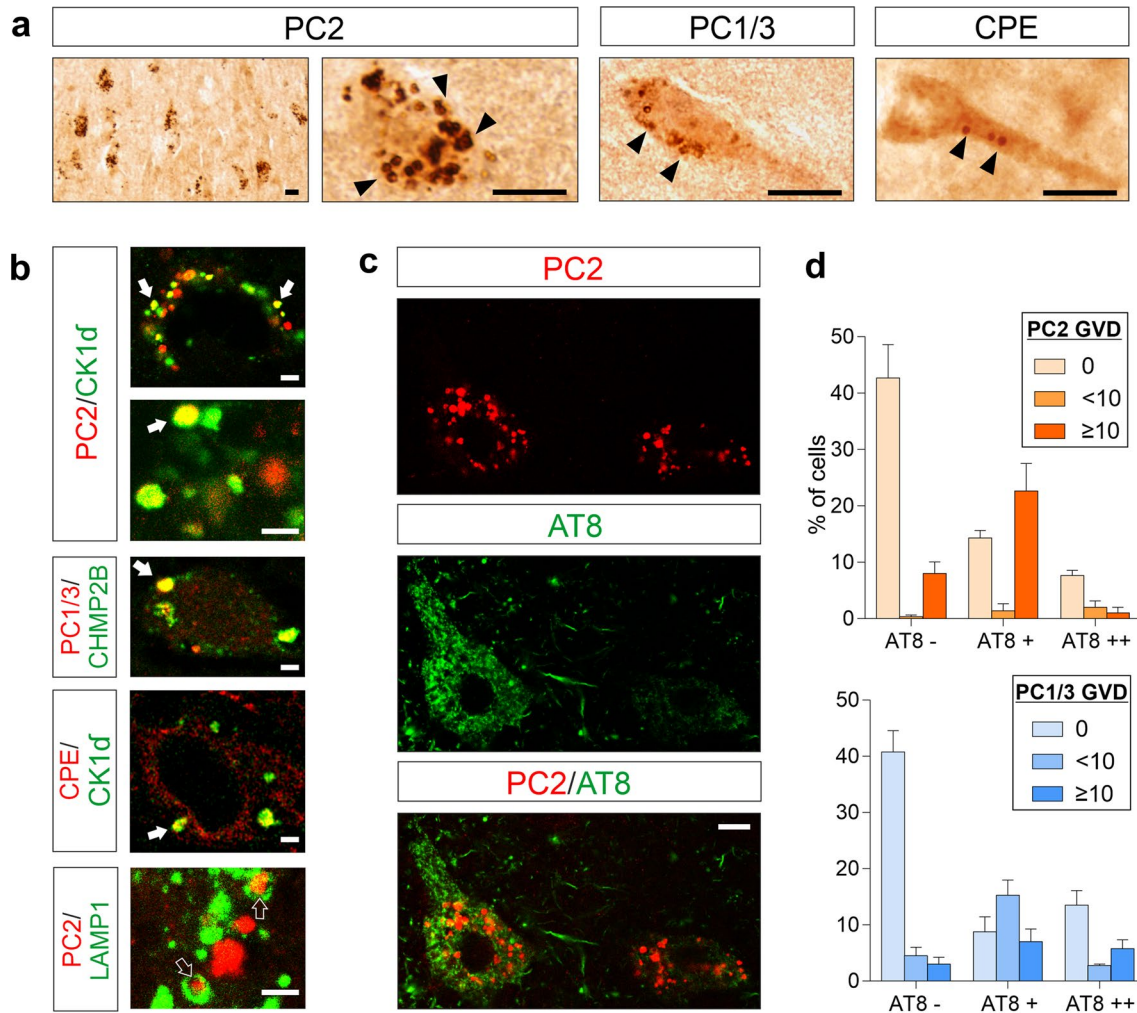 a
PC2
PC1/3
CPE
b
PC2/CK1ɗ
PC1/3/
CHMP2B
CPE/
CK1ɗ
PC2/
LAMP1
c
PC2
AT8
PC2/AT8
d
50
40
30
20
10
0
% of cells
PC2 GVD
0
<10
≥10
AT8 -
AT8 +
AT8 ++
50
40
30
20
10
0
PC1/3 GVD
0
<10
≥10
AT8 -
AT8 +
AT8 ++